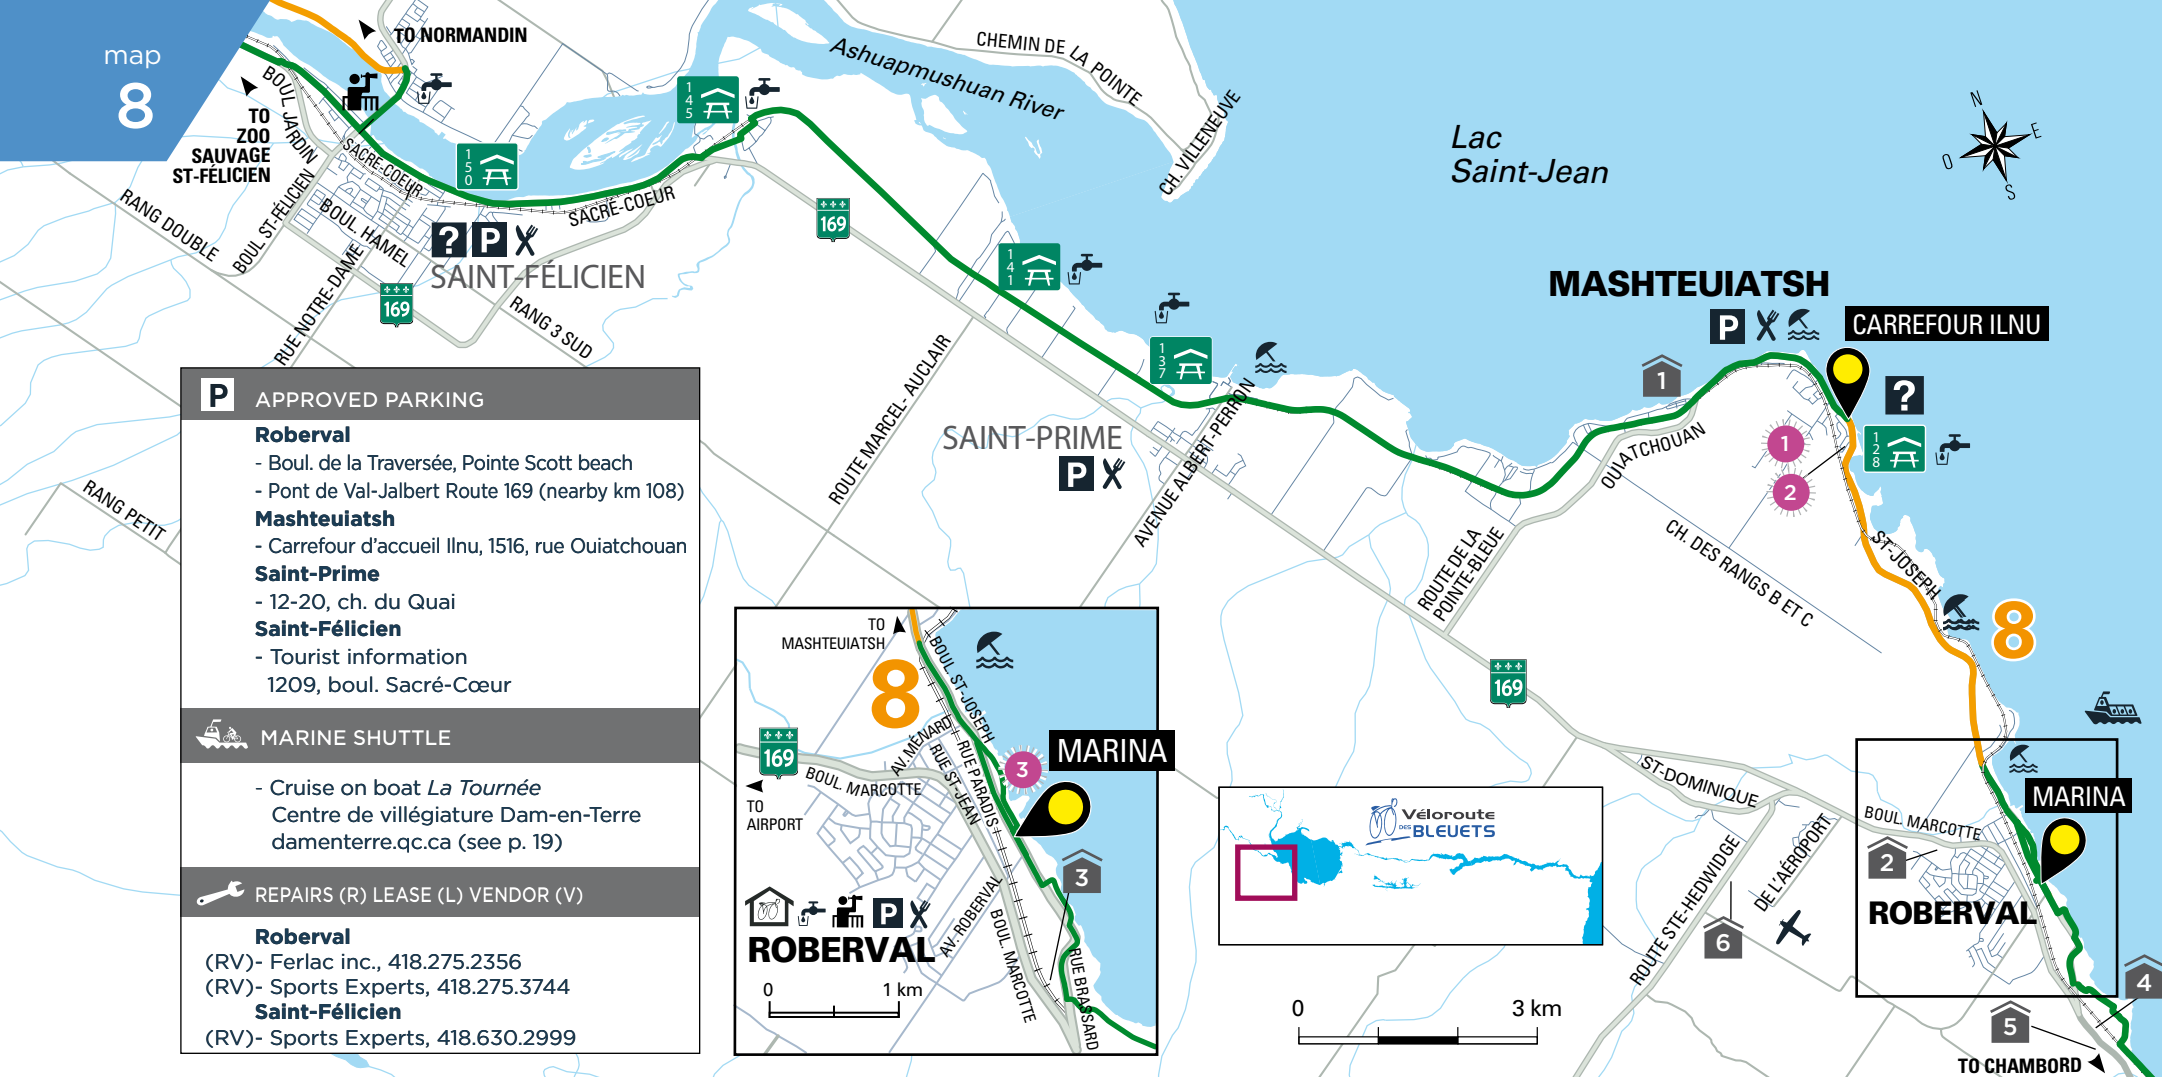 map
8
TO NORMANDIN
TO
ZOO
SAUVAGE
ST-FÉLICIEN
BOUL JARDIN
SACRÉ-COEUR
RANG DOUBLE
BOUL ST-FÉLICIEN
BOUL. HAMEL
RUE NOTRE-DAME
150
145
SACRÉ-COEUR
?
P
SAINT-FÉLICIEN
169
RANG 3 SUD
RANG PETIT
Ashuapmushuan River
CHEMIN DE LA POINTE
CH. VILLENEUVE
Lac
Saint-Jean
N
E
S
O
169
141
137
ROUTE MARCEL-AUCLAIR
SAINT-PRIME
P
AVENUE ALBERT-PERRON
MASHTEUIATSH
P
CARREFOUR ILNU
1
?
128
1
2
OUIATCHOUAN
ROUTE DE LA
POINTE-BLEUE
CH. DES RANGS B ET C
ST-JOSEPH
8
169
ST-DOMINIQUE
MARINA
BOUL. MARCOTTE
2
ROBERVAL
ROUTE STE-HEDWIDGE
DE L'AÉROPORT
6
4
5
TO CHAMBORD
P APPROVED PARKING
Roberval
- Boul. de la Traversée, Pointe Scott beach
- Pont de Val-Jalbert Route 169 (nearby km 108)
Mashteuiatsh
- Carrefour d'accueil Ilnu, 1516, rue Ouiatchouan
Saint-Prime
- 12-20, ch. du Quai
Saint-Félicien
- Tourist information
1209, boul. Sacré-Cœur
MARINE SHUTTLE
- Cruise on boat La Tournée
Centre de villégiature Dam-en-Terre
damenterre.qc.ca (see p. 19)
REPAIRS (R) LEASE (L) VENDOR (V)
Roberval
(RV)- Ferlac inc., 418.275.2356
(RV)- Sports Experts, 418.275.3744
Saint-Félicien
(RV)- Sports Experts, 418.630.2999
TO
MASHTEUIATSH
8
BOUL. ST-JOSEPH
169
AV. MÉNARD
RUE PARADIS
RUE ST-JEAN
BOUL. MARCOTTE
TO
AIRPORT
3
MARINA
3
P
ROBERVAL
AV. ROBERVAL
BOUL. MARCOTTE
RUE BRASSARD
0 1 km
Véloroute
DES BLEUETS
0 3 km